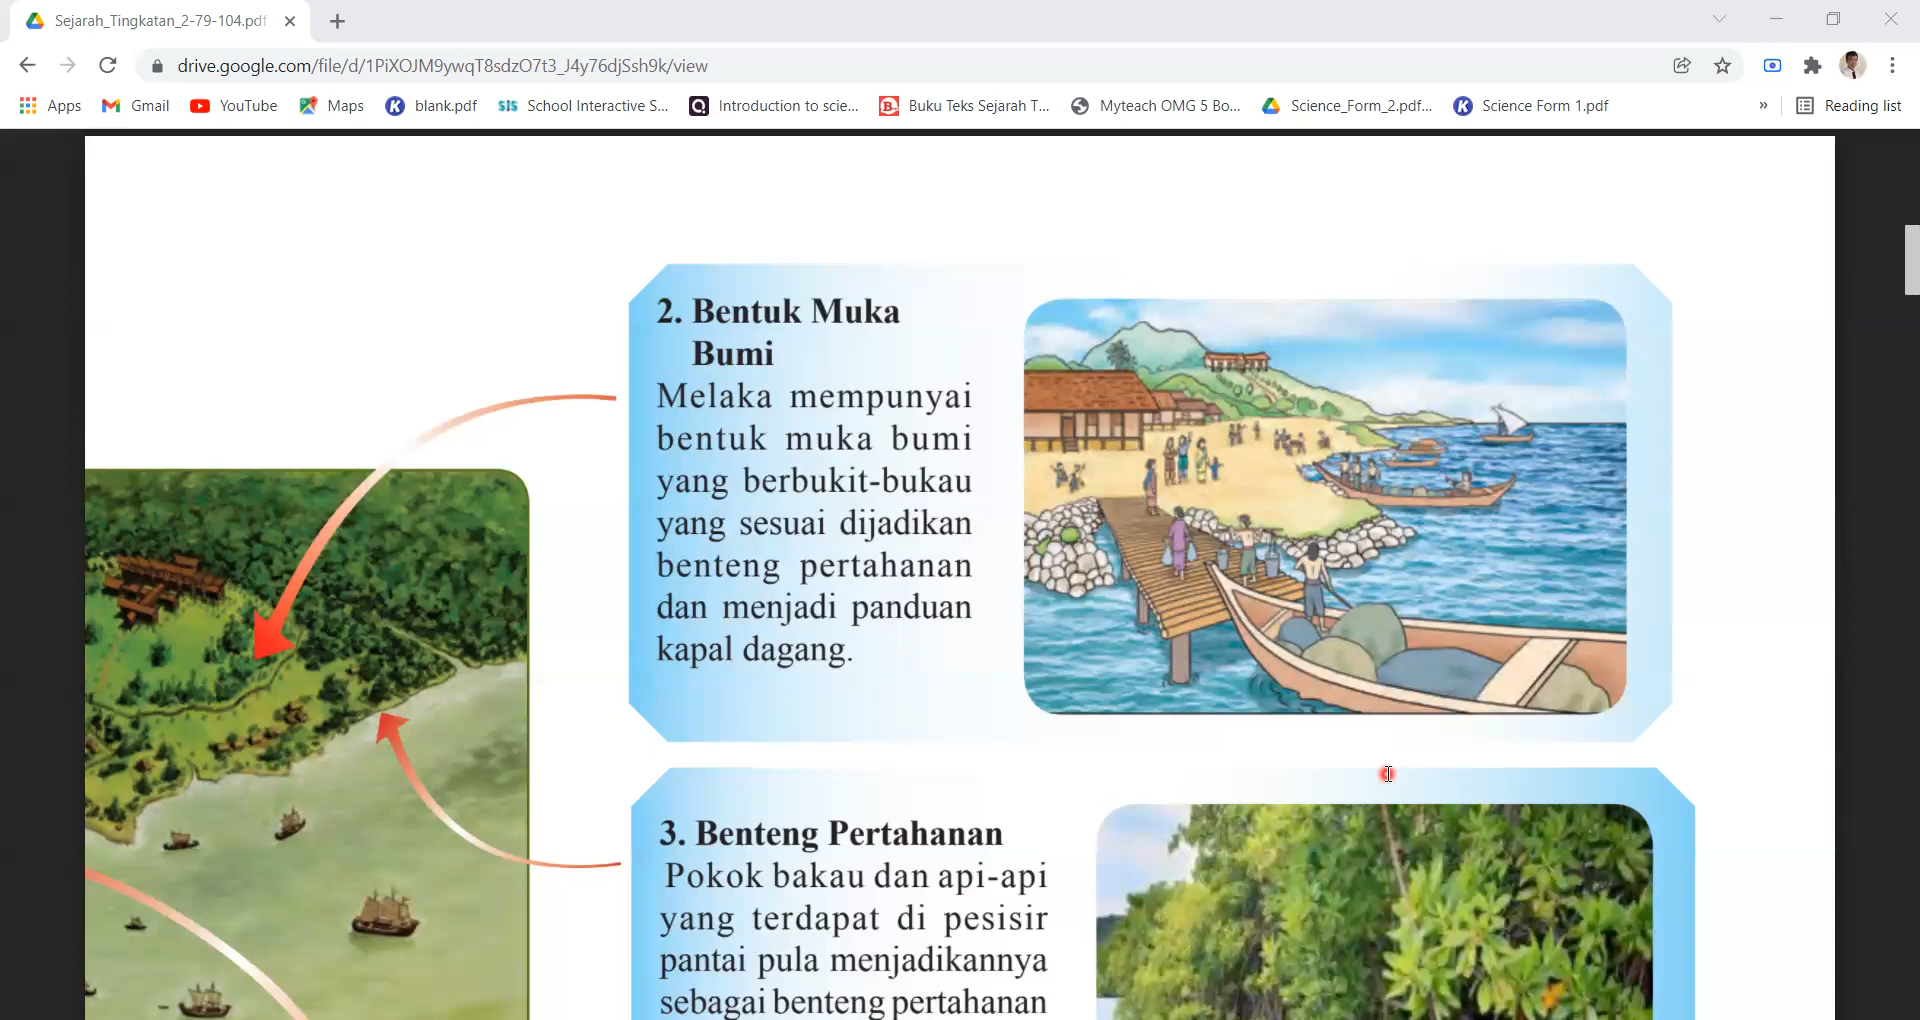 Sejarah_Tingkatan_2-79-104.pdf
drive.google.com/file/d/1PiXOJM9ywqT8sdzO7t3_J4y76djSsh9k/view
Apps Gmail YouTube Maps blank.pdf School Interactive S... Introduction to scie... Buku Teks Sejarah T... Myteach OMG 5 Bo... Science_Form_2.pdf... Science Form 1.pdf » Reading list
2. Bentuk Muka
Bumi
Melaka mempunyai
bentuk muka bumi
yang berbukit-bukau
yang sesuai dijadikan
benteng pertahanan
dan menjadi panduan
kapal dagang.
3. Benteng Pertahanan
Pokok bakau dan api-api
yang terdapat di pesisir
pantai pula menjadikannya
sebagai benteng pertahanan